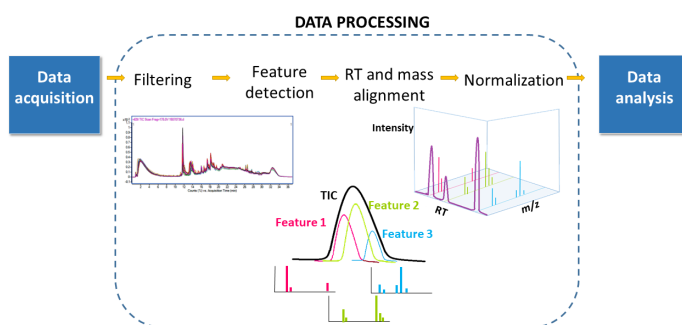 DATA PROCESSING
Data
acquisition
Filtering
Feature
detection
RT and mass
alignment
Normalization
Data
analysis
Intensity
RT
m/z
TIC
Feature 1
Feature 2
Feature 3